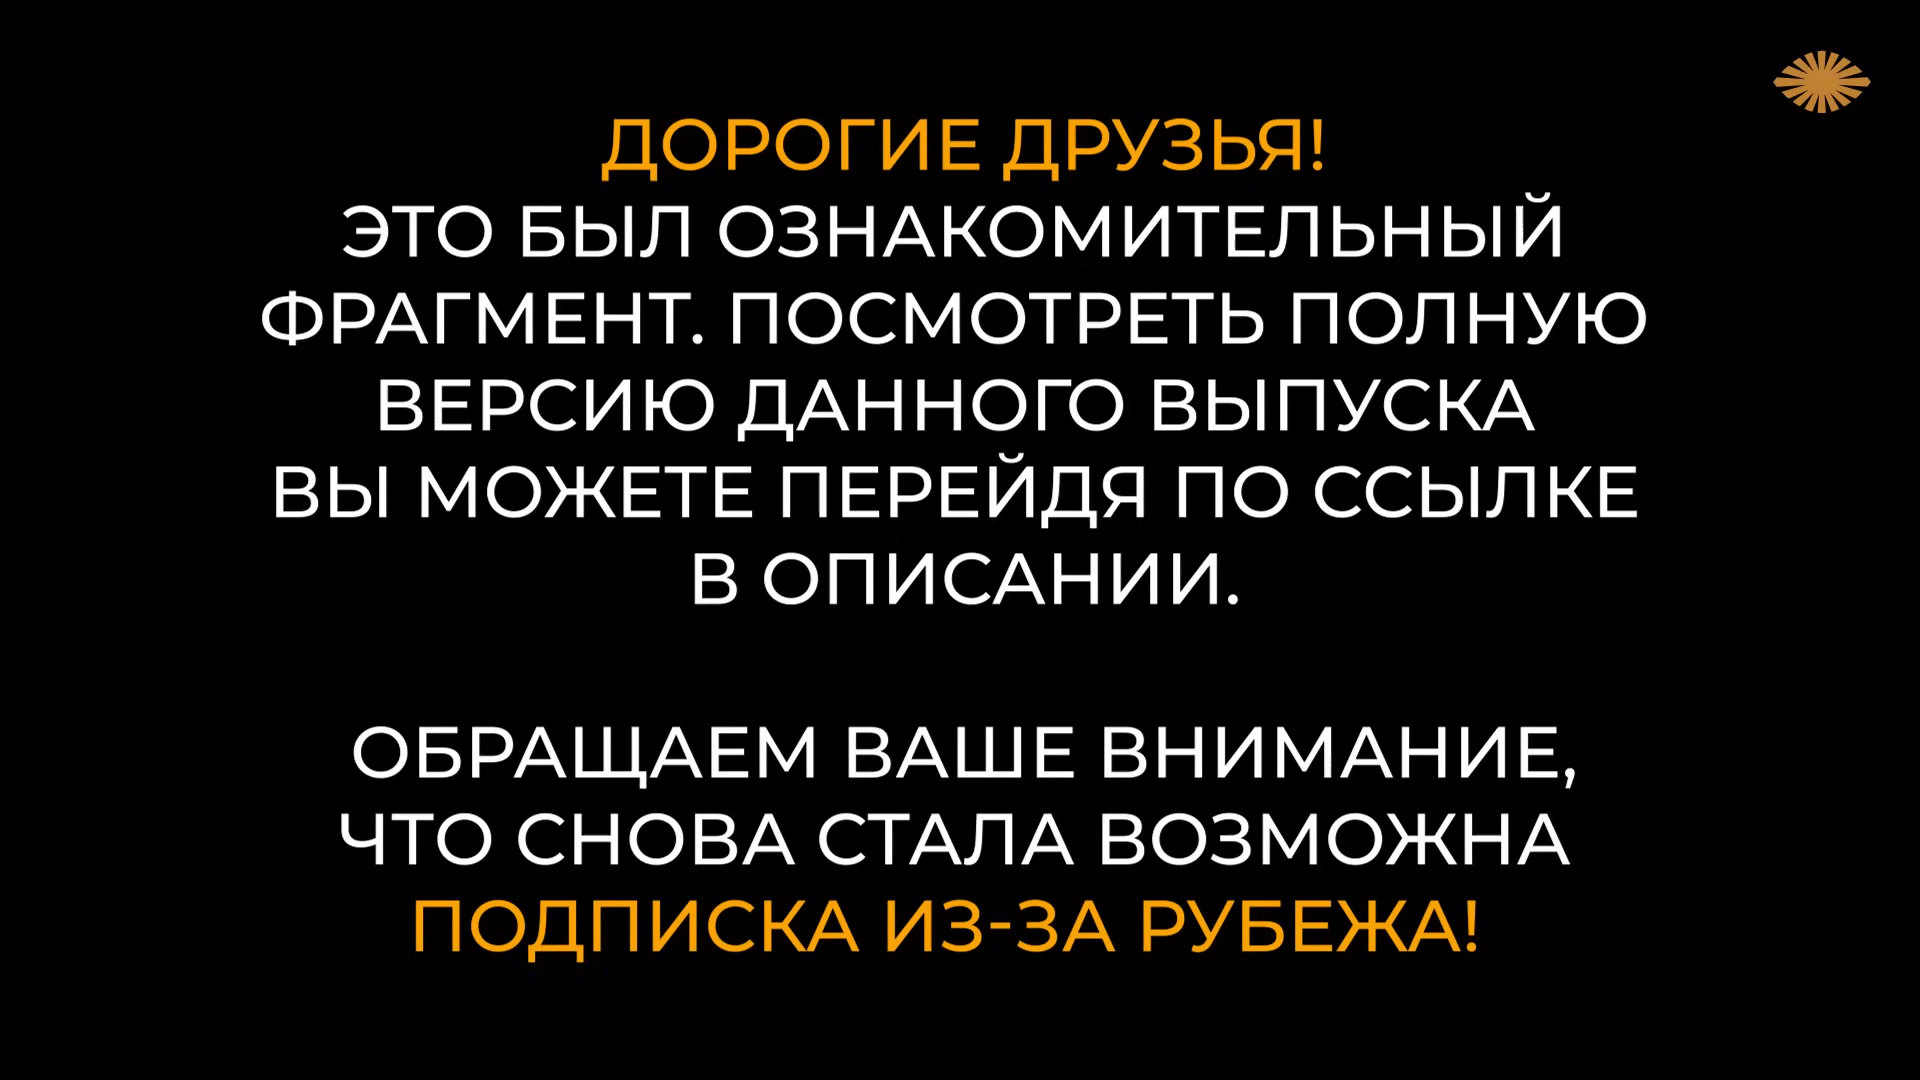 ДОРОГИЕ ДРУЗЬЯ!
ЭТО БЫЛ ОЗНАКОМИТЕЛЬНЫЙ
ФРАГМЕНТ. ПОСМОТРЕТЬ ПОЛНУЮ
ВЕРСИЮ ДАННОГО ВЫПУСКА
ВЫ МОЖЕТЕ ПЕРЕЙДЯ ПО ССЫЛКЕ
В ОПИСАНИИ.
ОБРАЩАЕМ ВАШЕ ВНИМАНИЕ,
ЧТО СНОВА СТАЛА ВОЗМОЖНА
ПОДПИСКА ИЗ-ЗА РУБЕЖА!